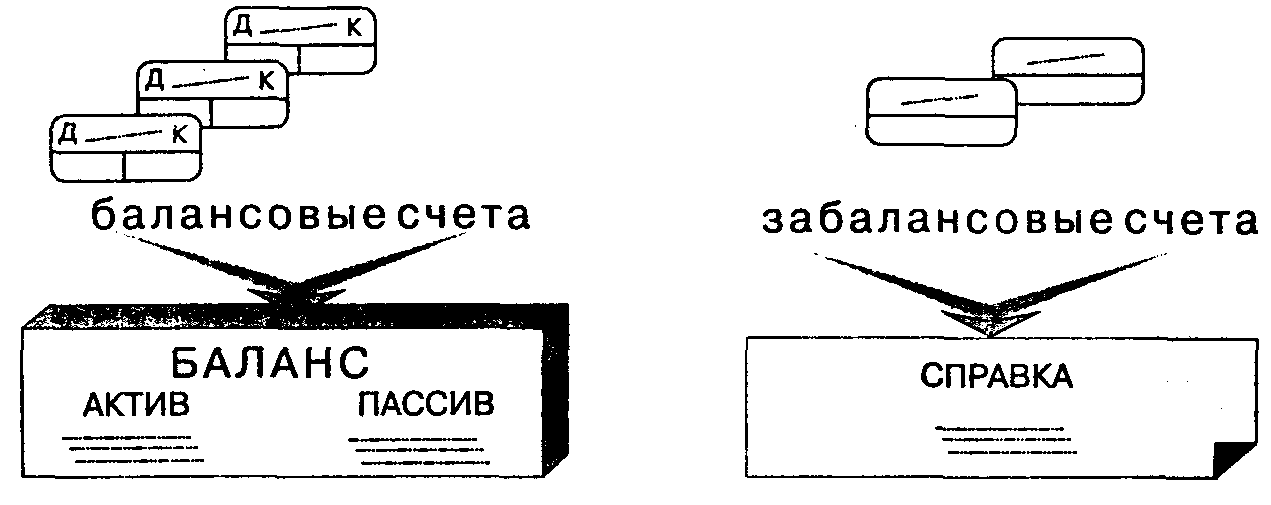 Д К
Д К
Д К
балансовые счета
забалансовые счета
БАЛАНС
АКТИВ ПАССИВ
СПРАВКА